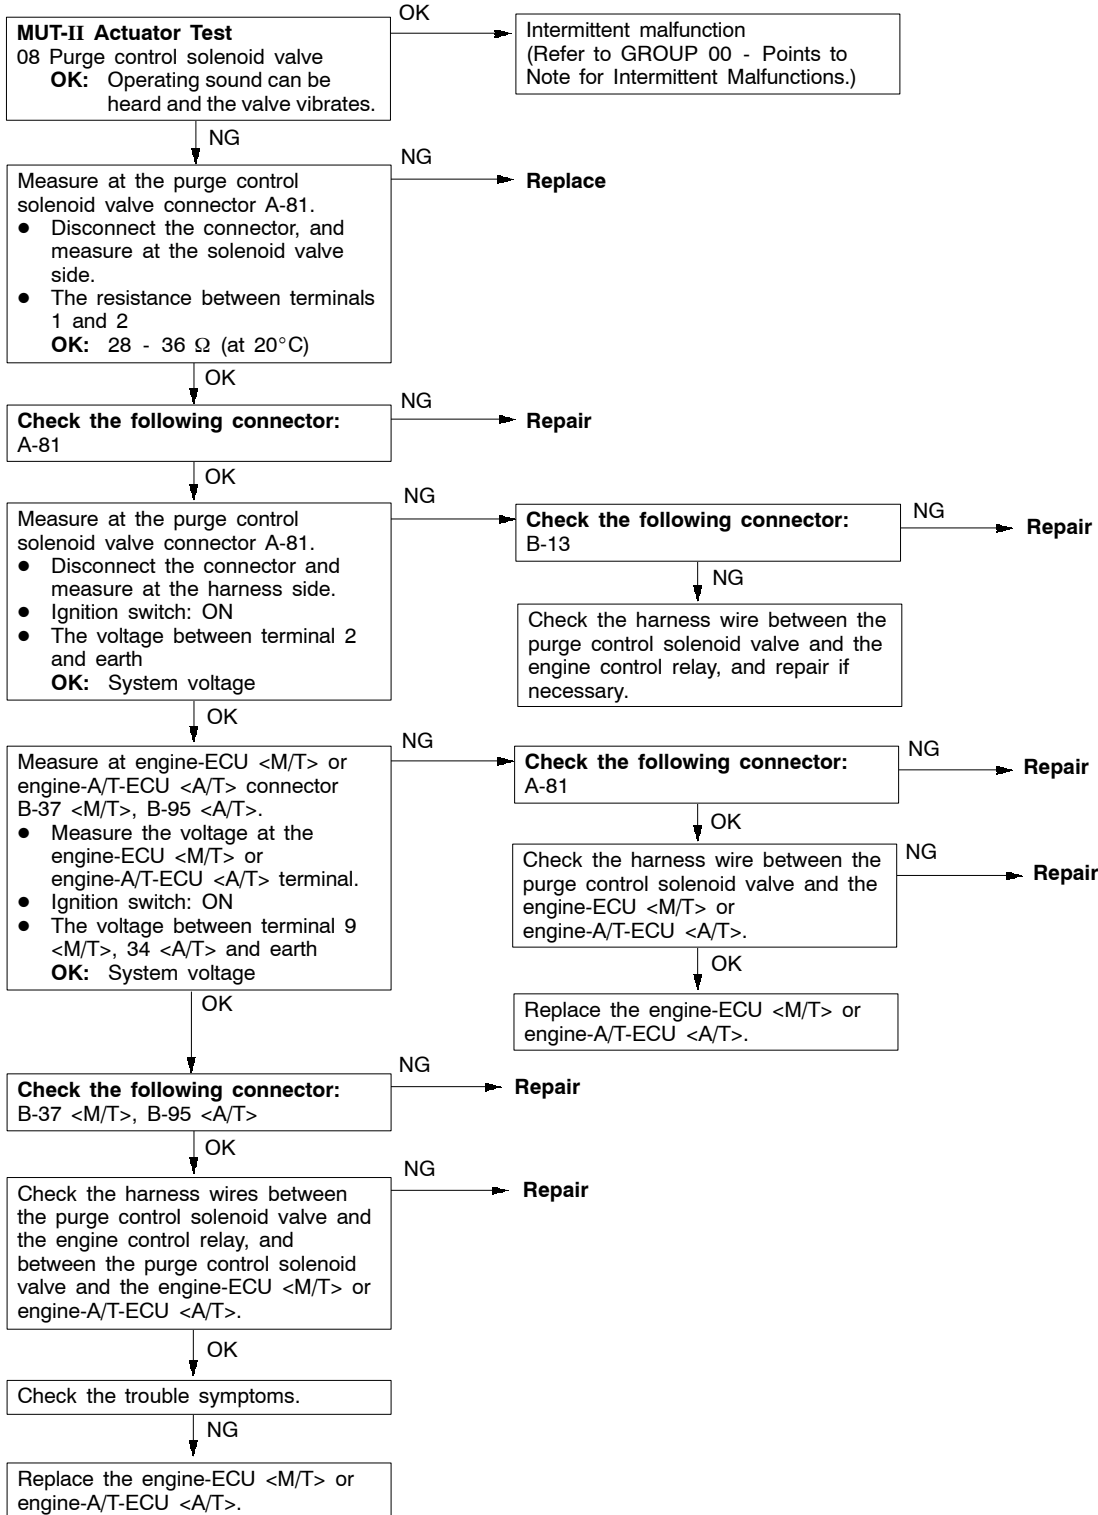 MUT-II Actuator Test
08 Purge control solenoid valve
OK: Operating sound can be
heard and the valve vibrates.
OK
Intermittent malfunction
(Refer to GROUP 00 - Points to
Note for Intermittent Malfunctions.)
NG
Measure at the purge control
solenoid valve connector A-81.
● Disconnect the connector, and
measure at the solenoid valve
side.
● The resistance between terminals
1 and 2
OK: 28 - 36 Ω (at 20°C)
NG
Replace
OK
Check the following connector:
A-81
NG
Repair
OK
Measure at the purge control
solenoid valve connector A-81.
● Disconnect the connector and
measure at the harness side.
● Ignition switch: ON
● The voltage between terminal 2
and earth
OK: System voltage
NG
Check the following connector:
B-13
NG
Repair
NG
Check the harness wire between the
purge control solenoid valve and the
engine control relay, and repair if
necessary.
OK
Measure at engine-ECU <M/T> or
engine-A/T-ECU <A/T> connector
B-37 <M/T>, B-95 <A/T>.
● Measure the voltage at the
engine-ECU <M/T> or
engine-A/T-ECU <A/T> terminal.
● Ignition switch: ON
● The voltage between terminal 9
<M/T>, 34 <A/T> and earth
OK: System voltage
NG
Check the following connector:
A-81
NG
Repair
OK
Check the harness wire between the
purge control solenoid valve and the
engine-ECU <M/T> or
engine-A/T-ECU <A/T>.
NG
Repair
OK
Replace the engine-ECU <M/T> or
engine-A/T-ECU <A/T>.
OK
Check the following connector:
B-37 <M/T>, B-95 <A/T>
NG
Repair
OK
Check the harness wires between
the purge control solenoid valve and
the engine control relay, and
between the purge control solenoid
valve and the engine-ECU <M/T> or
engine-A/T-ECU <A/T>.
NG
Repair
OK
Check the trouble symptoms.
NG
Replace the engine-ECU <M/T> or
engine-A/T-ECU <A/T>.